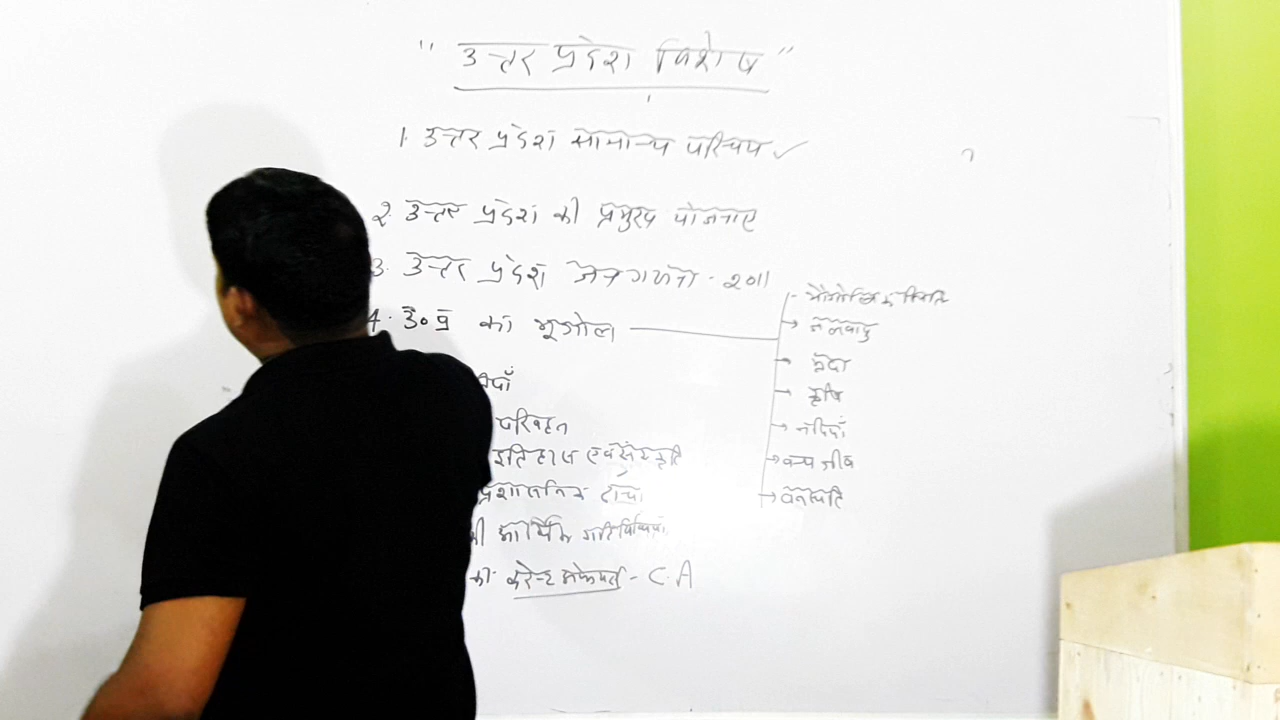 " उत्तर प्रदेश विशेष "
1. उत्तर प्रदेश सामान्य परिचय ✓
2. उत्तर प्रदेश की प्रमुख योजनाएं
3. उत्तर प्रदेश जनगणना - 2011
4. उ० प्र का भूगोल
- भौगोलिक स्थिति
→ जलवायु
→ मृदा
→ कृषि
→ नदियाँ
→ वन्य जीव
→ वनस्पति
परिवहन
इतिहास एवं संस्कृति
प्रशासनिक ढाँचा
की आर्थिक गतिविधियां
का करेन्ट अफेयर्स - C.A